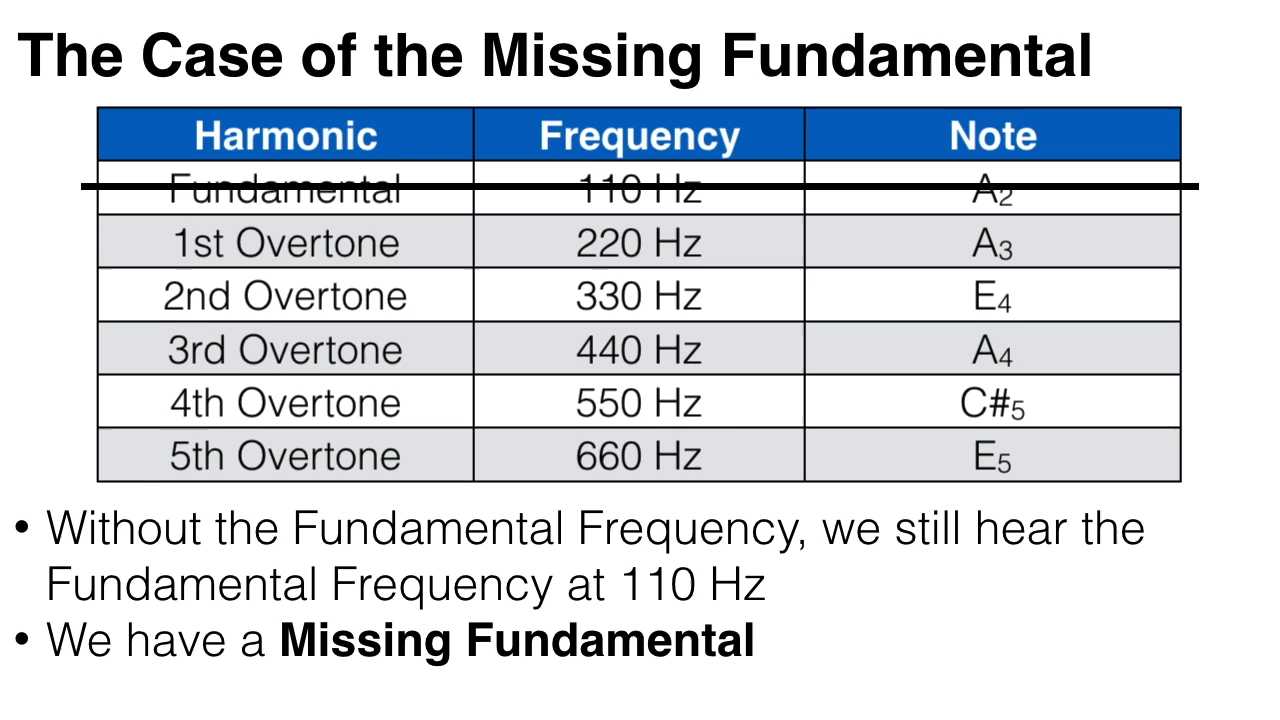 The Case of the Missing Fundamental
Harmonic Frequency Note
Fundamental 110 Hz A2
1st Overtone 220 Hz A3
2nd Overtone 330 Hz E4
3rd Overtone 440 Hz A4
4th Overtone 550 Hz C#5
5th Overtone 660 Hz E5
• Without the Fundamental Frequency, we still hear the
Fundamental Frequency at 110 Hz
• We have a Missing Fundamental